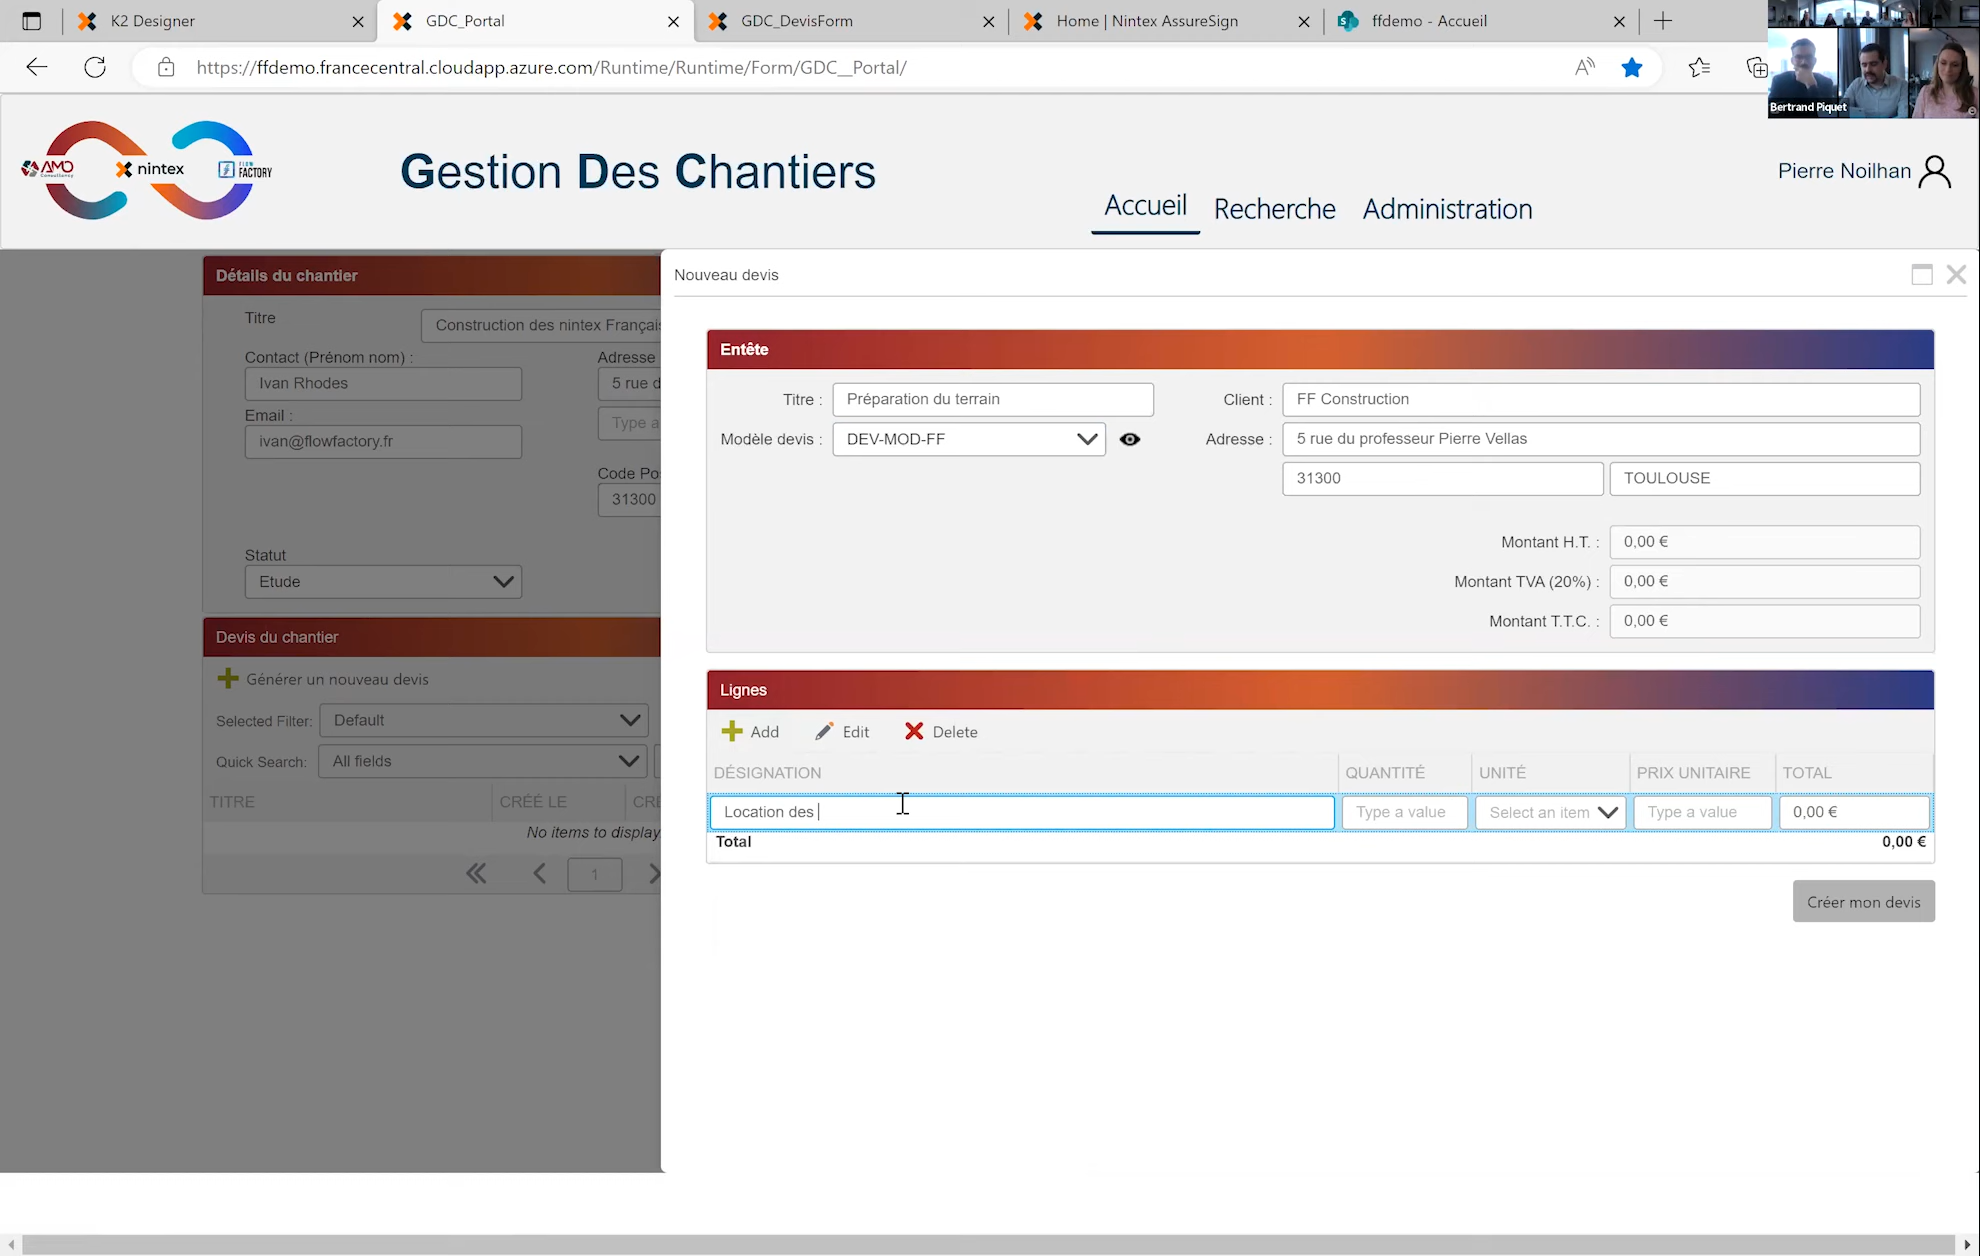 K2 Designer
GDC_Portal
GDC_DevisForm
Home | Nintex AssureSign
ffdemo - Accueil
https://ffdemo.francecentral.cloudapp.azure.com/Runtime/Runtime/Form/GDC__Portal/
Bertrand Piquet
AMO
Consultancy
nintex
FLOW
FACTORY
Gestion Des Chantiers
Accueil
Recherche
Administration
Pierre Noilhan
Détails du chantier
Titre
Construction des nintex Françai
Contact (Prénom nom) :
Adresse
Ivan Rhodes
5 rue d
Email :
Type a
ivan@flowfactory.fr
Code Po
31300
Statut
Etude
Devis du chantier
Générer un nouveau devis
Selected Filter:
Default
Quick Search:
All fields
TITRE
CRÉÉ LE
CRÉ
No items to display
1
Nouveau devis
Entête
Titre :
Préparation du terrain
Client :
FF Construction
Modèle devis :
DEV-MOD-FF
Adresse :
5 rue du professeur Pierre Vellas
31300
TOULOUSE
Montant H.T. :
0,00 €
Montant TVA (20%) :
0,00 €
Montant T.T.C. :
0,00 €
Lignes
Add
Edit
Delete
DÉSIGNATION
QUANTITÉ
UNITÉ
PRIX UNITAIRE
TOTAL
Location des
Type a value
Select an item
Type a value
0,00 €
Total
0,00 €
Créer mon devis